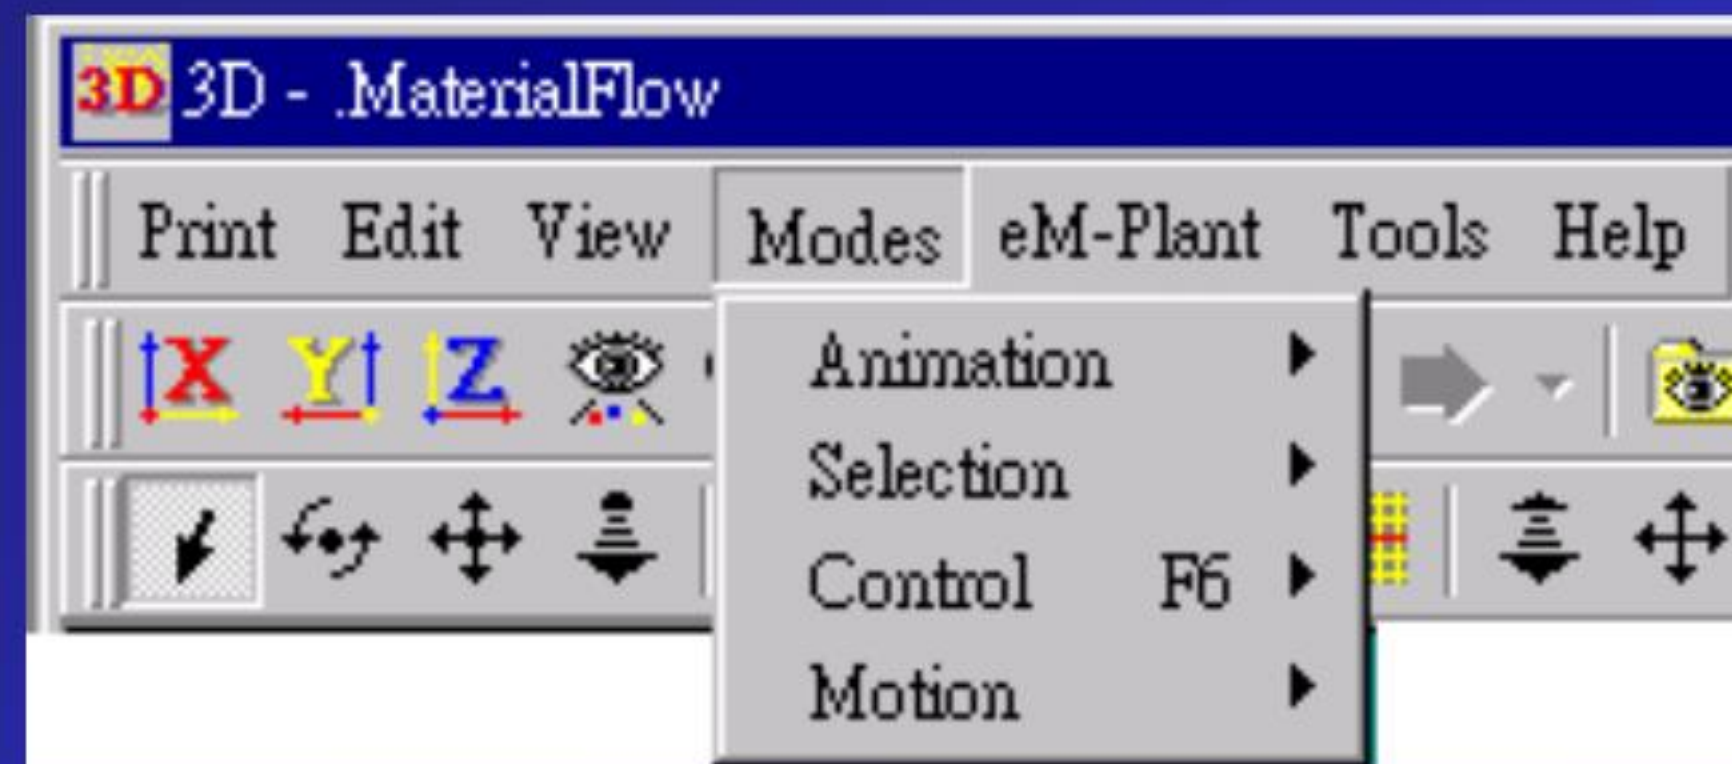 3D 3D - .MaterialFlow
Print Edit View Modes eM-Plant Tools Help
X Y Z
Animation
Selection
Control F6
Motion